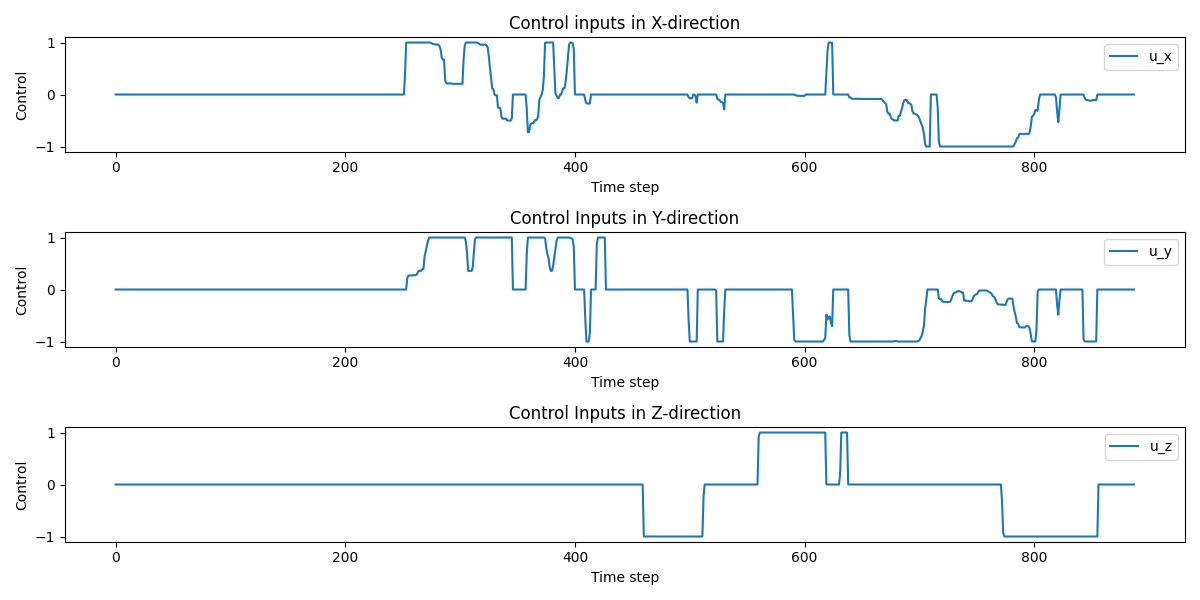 Control inputs in X-direction
1
0
−1
Control
u_x
0 200 400 600 800
Time step
Control Inputs in Y-direction
1
0
−1
Control
u_y
0 200 400 600 800
Time step
Control Inputs in Z-direction
1
0
−1
Control
u_z
0 200 400 600 800
Time step